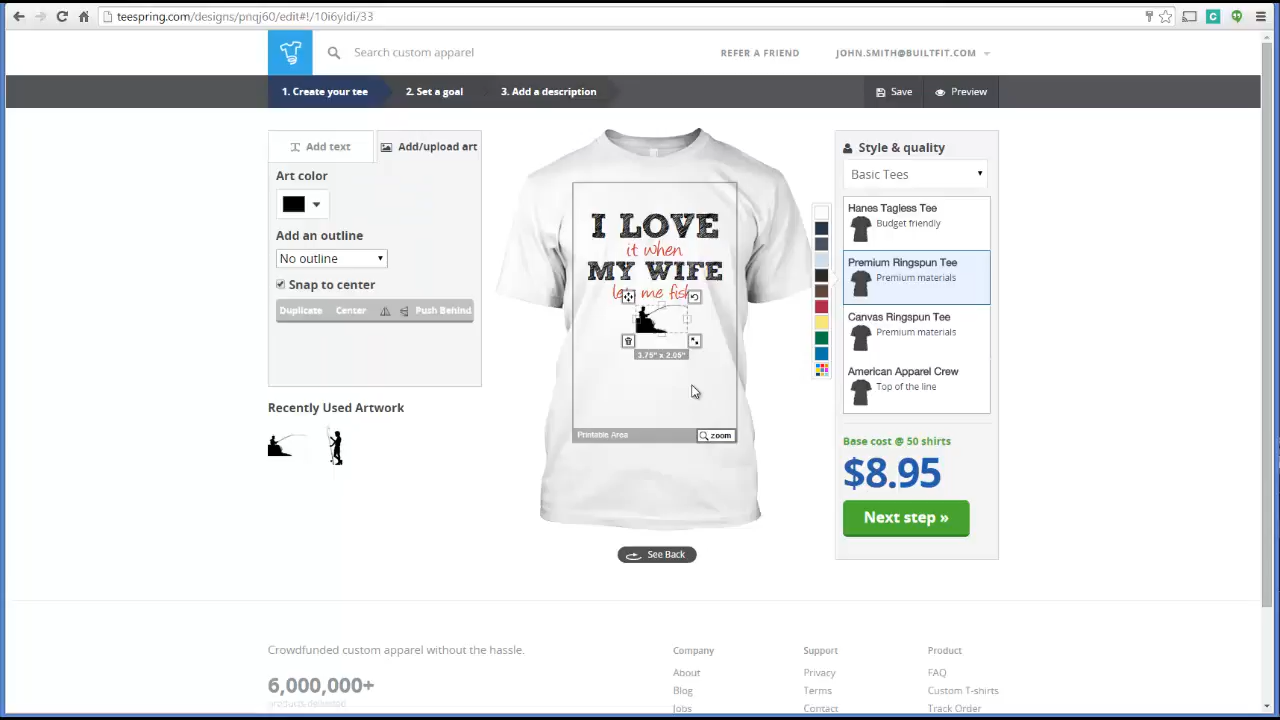 teespring.com/designs/pnqj60/edit#!/10i6yldi/33
Search custom apparel
REFER A FRIEND
JOHN.SMITH@BUILTFIT.COM
1. Create your tee
2. Set a goal
3. Add a description
Save
Preview
Add text
Add/upload art
Art color
Add an outline
No outline
Snap to center
Duplicate
Center
Push Behind
Recently Used Artwork
I LOVE
it when
MY WIFE
me fish
3.75" x 2.05"
Printable Area
zoom
See Back
Style & quality
Basic Tees
Hanes Tagless Tee
Budget friendly
Premium Ringspun Tee
Premium materials
Canvas Ringspun Tee
Premium materials
American Apparel Crew
Top of the line
Base cost @ 50 shirts
$8.95
Next step »
Crowdfunded custom apparel without the hassle.
6,000,000+
Company
About
Blog
Jobs
Support
Privacy
Terms
Contact
Product
FAQ
Custom T-shirts
Track Order